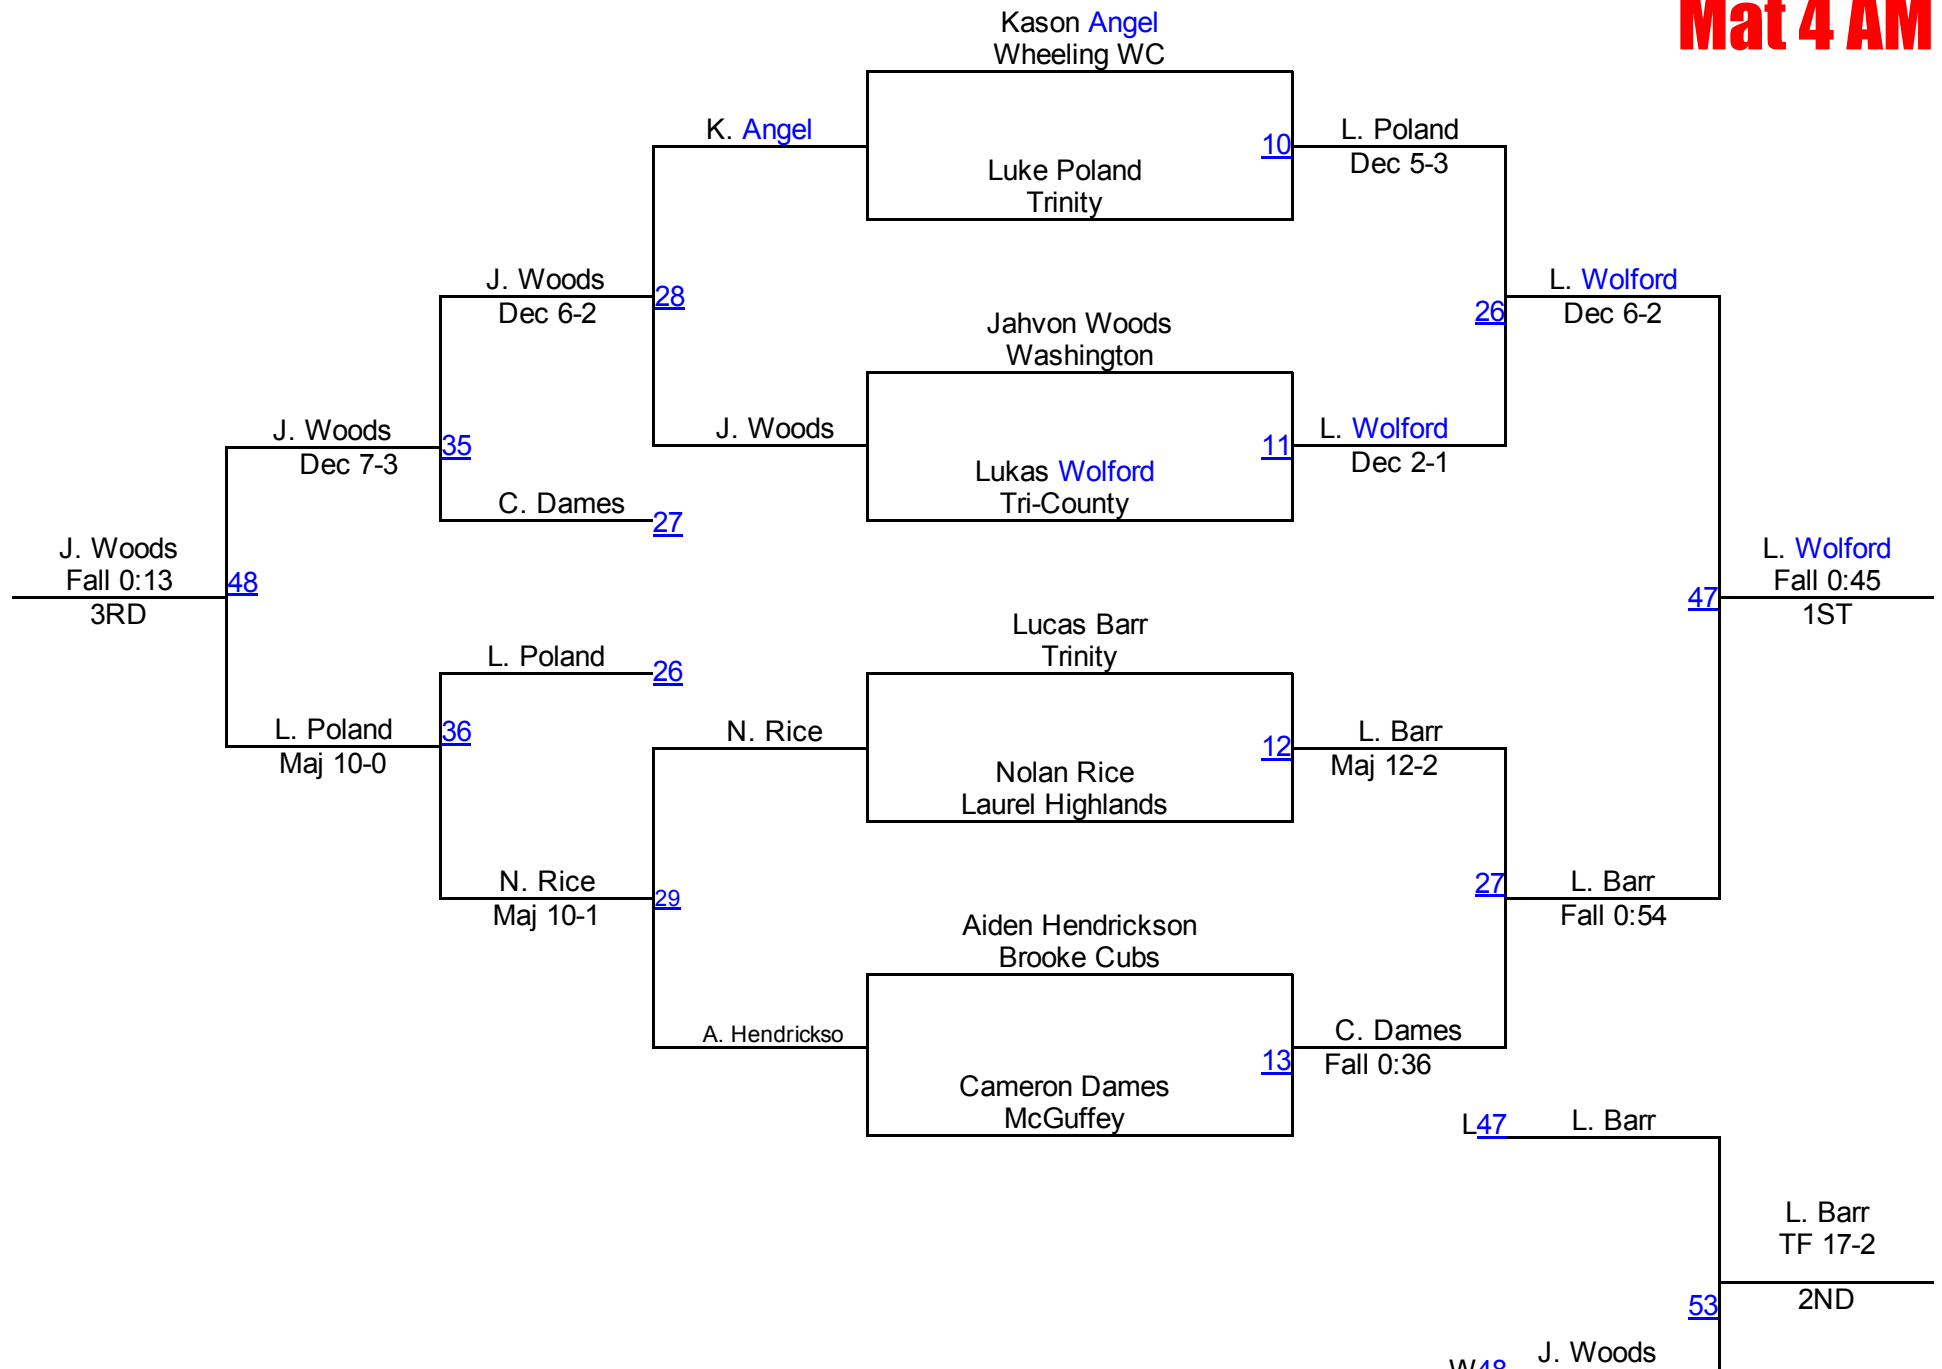 Mat 4 AM
Kason Angel
Wheeling WC
K. Angel
10
L. Poland
Dec 5-3
Luke Poland
Trinity
J. Woods
Dec 6-2
28
Jahvon Woods
Washington
26
L. Wolford
Dec 6-2
J. Woods
Dec 7-3
35
J. Woods
11
L. Wolford
Dec 2-1
Lukas Wolford
Tri-County
C. Dames
27
J. Woods
Fall 0:13
3RD
48
47
L. Wolford
Fall 0:45
1ST
Lucas Barr
Trinity
L. Poland
26
L. Poland
Maj 10-0
36
N. Rice
12
L. Barr
Maj 12-2
Nolan Rice
Laurel Highlands
N. Rice
Maj 10-1
29
27
L. Barr
Fall 0:54
Aiden Hendrickson
Brooke Cubs
A. Hendrickso
13
C. Dames
Fall 0:36
Cameron Dames
McGuffey
L47
L. Barr
L. Barr
TF 17-2
2ND
53
J. Woods
W48